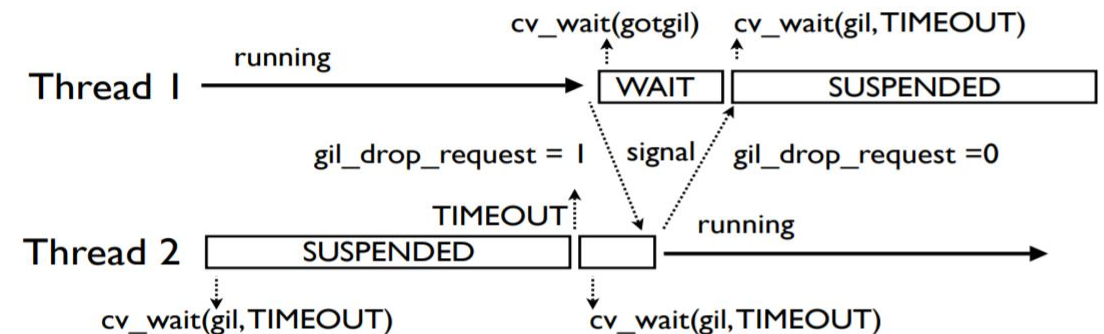 cv_wait(gotgil) cv_wait(gil,TIMEOUT)
running
Thread 1 WAIT SUSPENDED
gil_drop_request = 1 signal gil_drop_request =0
TIMEOUT
running
Thread 2 SUSPENDED
cv_wait(gil,TIMEOUT) cv_wait(gil,TIMEOUT)